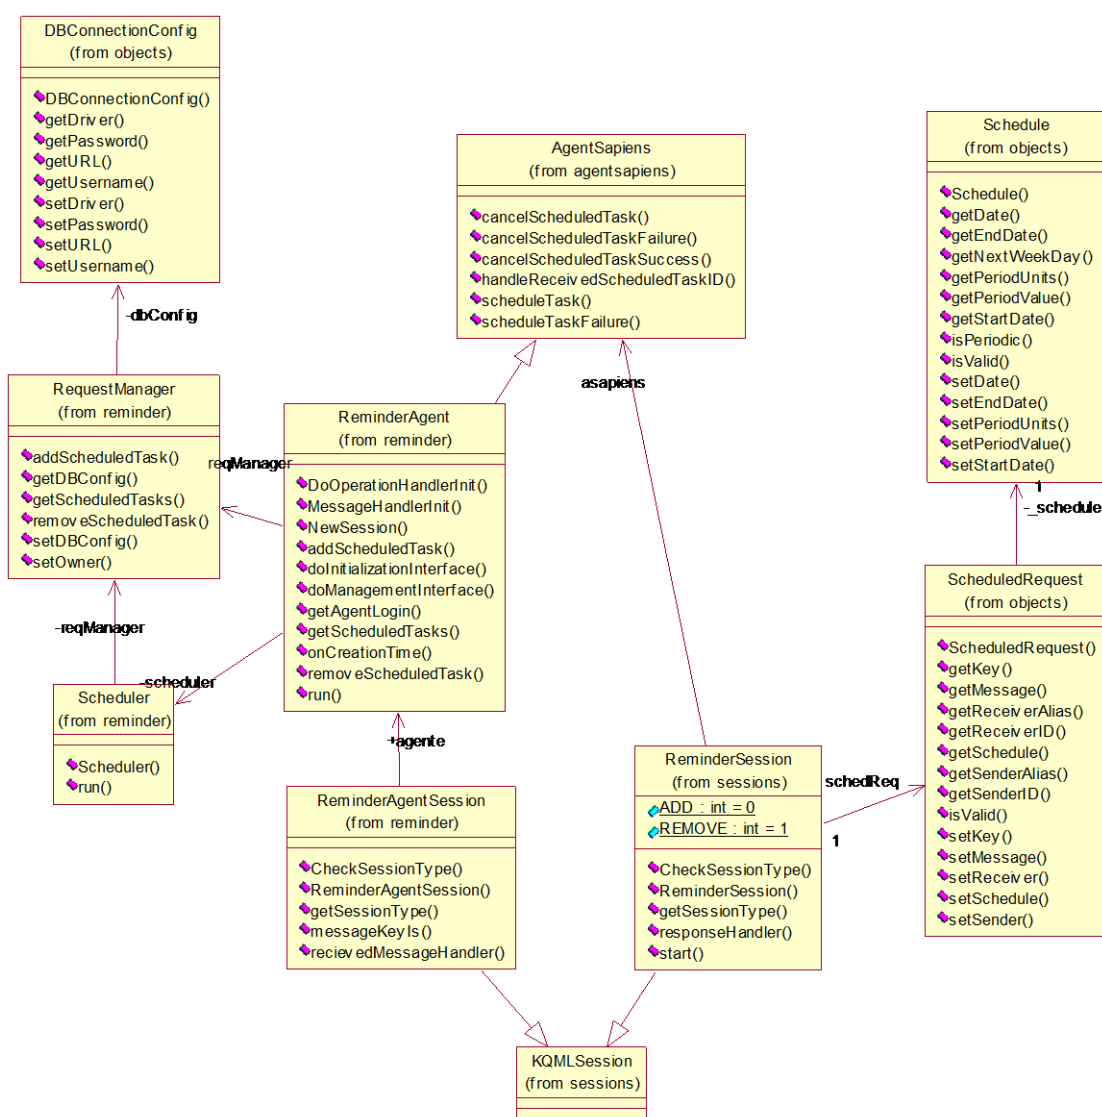 DBConnectionConfig
(from objects)
DBConnectionConfig()
getDriver()
getPassword()
getURL()
getUsername()
setDriver()
setPassword()
setURL()
setUsername()
-dbConfig
AgentSapiens
(from agentsapiens)
cancelScheduledTask()
cancelScheduledTaskFailure()
cancelScheduledTaskSuccess()
handleReceivedScheduledTaskID()
scheduleTask()
scheduleTaskFailure()
asapiens
Schedule
(from objects)
Schedule()
getDate()
getEndDate()
getNextWeekDay()
getPeriodUnits()
getPeriodValue()
getStartDate()
isPeriodic()
isValid()
setDate()
setEndDate()
setPeriodUnits()
setPeriodValue()
setStartDate()
1
-_schedule
RequestManager
(from reminder)
addScheduledTask()
getDBConfig()
getScheduledTasks()
removeScheduledTask()
setDBConfig()
setOwner()
reqManager
-reqManager
ReminderAgent
(from reminder)
DoOperationHandlerInit()
MessageHandlerInit()
NewSession()
addScheduledTask()
doInitializationInterface()
doManagementInterface()
getAgentLogin()
getScheduledTasks()
onCreationTime()
removeScheduledTask()
run()
-scheduler
+agente
Scheduler
(from reminder)
Scheduler()
run()
ReminderAgentSession
(from reminder)
CheckSessionType()
ReminderAgentSession()
getSessionType()
messageKeyIs()
recievedMessageHandler()
ReminderSession
(from sessions)
ADD : int = 0
REMOVE : int = 1
CheckSessionType()
ReminderSession()
getSessionType()
responseHandler()
start()
schedReq
1
ScheduledRequest
(from objects)
ScheduledRequest()
getKey()
getMessage()
getReceiverAlias()
getReceiverID()
getSchedule()
getSenderAlias()
getSenderID()
isValid()
setKey()
setMessage()
setReceiver()
setSchedule()
setSender()
KQMLSession
(from sessions)